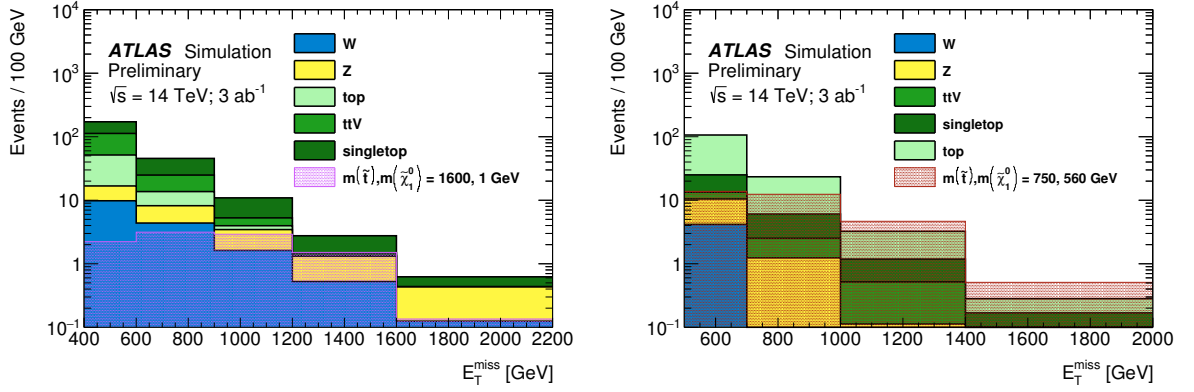 Events / 100 GeV
10⁴
10³
10²
10
1
10⁻¹
ATLAS Simulation
Preliminary
√s = 14 TeV; 3 ab⁻¹
W
Z
top
ttV
singletop
m(t̃),m(χ̃₁⁰) = 1600, 1 GeV
400 600 800 1000 1200 1400 1600 1800 2000 2200
E_T^miss [GeV]
Events / 100 GeV
10⁴
10³
10²
10
1
10⁻¹
ATLAS Simulation
Preliminary
√s = 14 TeV; 3 ab⁻¹
W
Z
ttV
singletop
top
m(t̃),m(χ̃₁⁰) = 750, 560 GeV
600 800 1000 1200 1400 1600 1800 2000
E_T^miss [GeV]